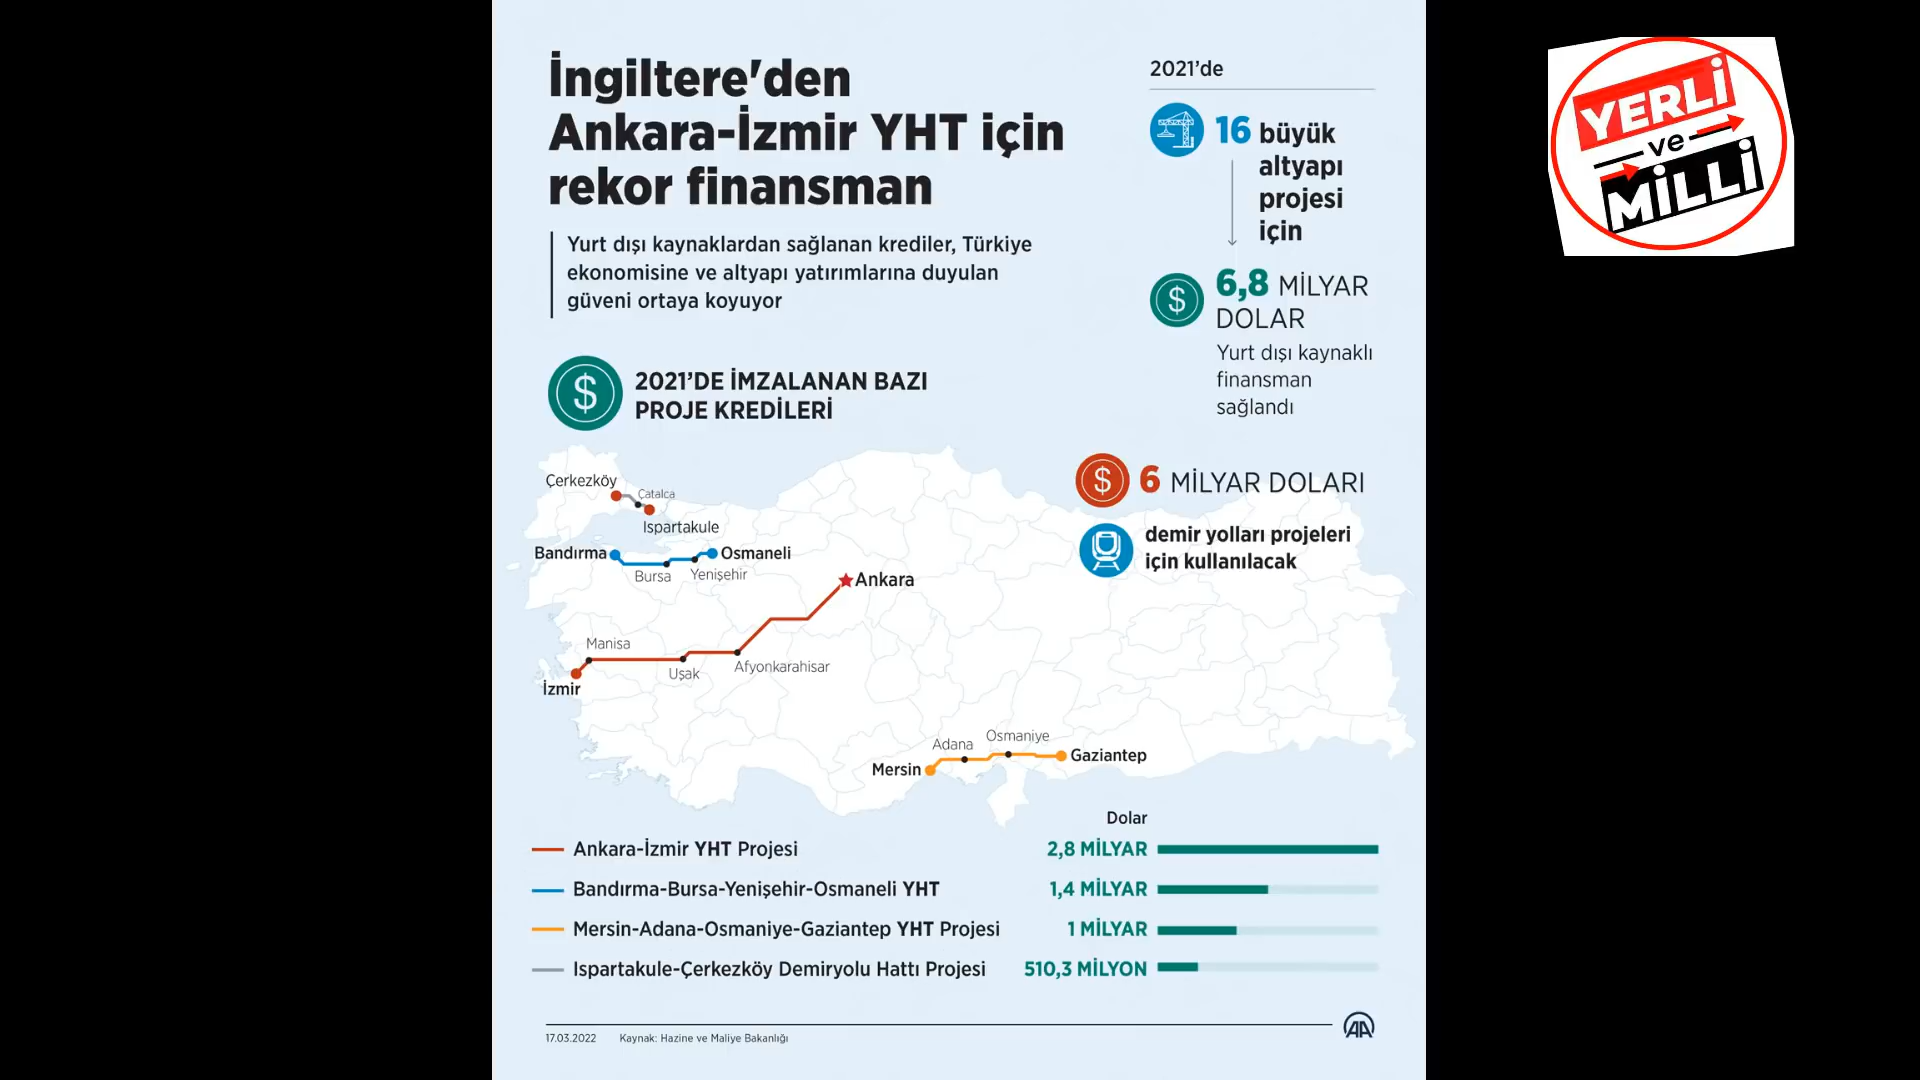 İngiltere'den
Ankara-İzmir YHT için
rekor finansman
Yurt dışı kaynaklardan sağlanan krediler, Türkiye
ekonomisine ve altyapı yatırımlarına duyulan
güveni ortaya koyuyor
2021’de
16 büyük
altyapı
projesi
için
6,8 MİLYAR
DOLAR
Yurt dışı kaynaklı
finansman
sağlandı
YERLİ
ve
MİLLİ
$
$
2021’DE İMZALANAN BAZI
PROJE KREDİLERİ
$
6 MİLYAR DOLARI
demir yolları projeleri
için kullanılacak
Çerkezköy
Çatalca
Ispartakule
Bandırma
Osmaneli
Bursa
Yenişehir
Ankara
Manisa
Uşak
Afyonkarahisar
İzmir
Mersin
Adana
Osmaniye
Gaziantep
Dolar
Ankara-İzmir YHT Projesi 2,8 MİLYAR
Bandırma-Bursa-Yenişehir-Osmaneli YHT 1,4 MİLYAR
Mersin-Adana-Osmaniye-Gaziantep YHT Projesi 1 MİLYAR
Ispartakule-Çerkezköy Demiryolu Hattı Projesi 510,3 MİLYON
17.03.2022 Kaynak: Hazine ve Maliye Bakanlığı
AA